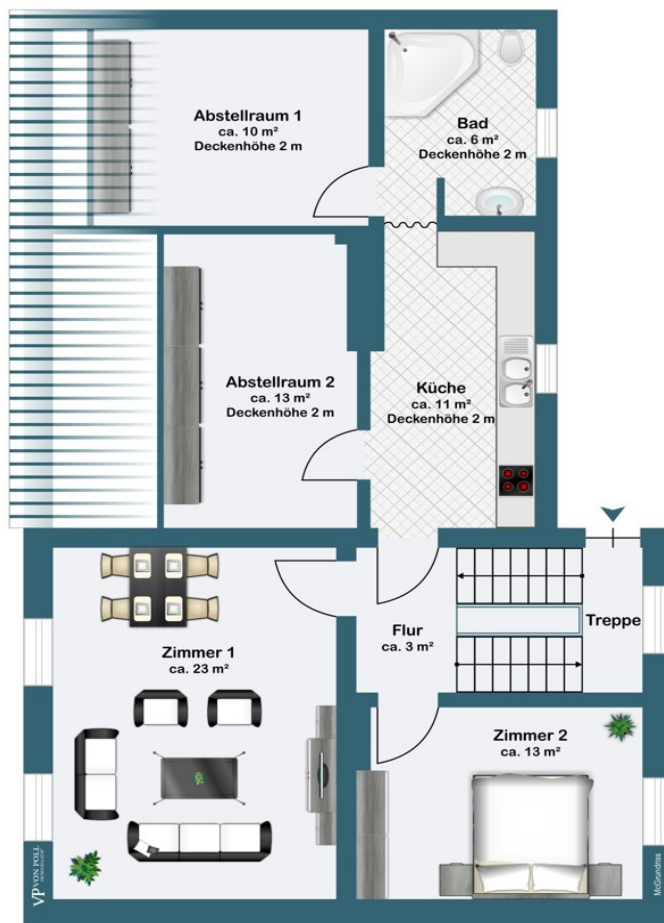 Abstellraum 1
ca. 10 m²
Deckenhöhe 2 m
Bad
ca. 6 m²
Deckenhöhe 2 m
Abstellraum 2
ca. 13 m²
Deckenhöhe 2 m
Küche
ca. 11 m²
Deckenhöhe 2 m
Zimmer 1
ca. 23 m²
Flur
ca. 3 m²
Treppe
Zimmer 2
ca. 13 m²
VP VON POLL
IMMOBILIEN
McGrundriss